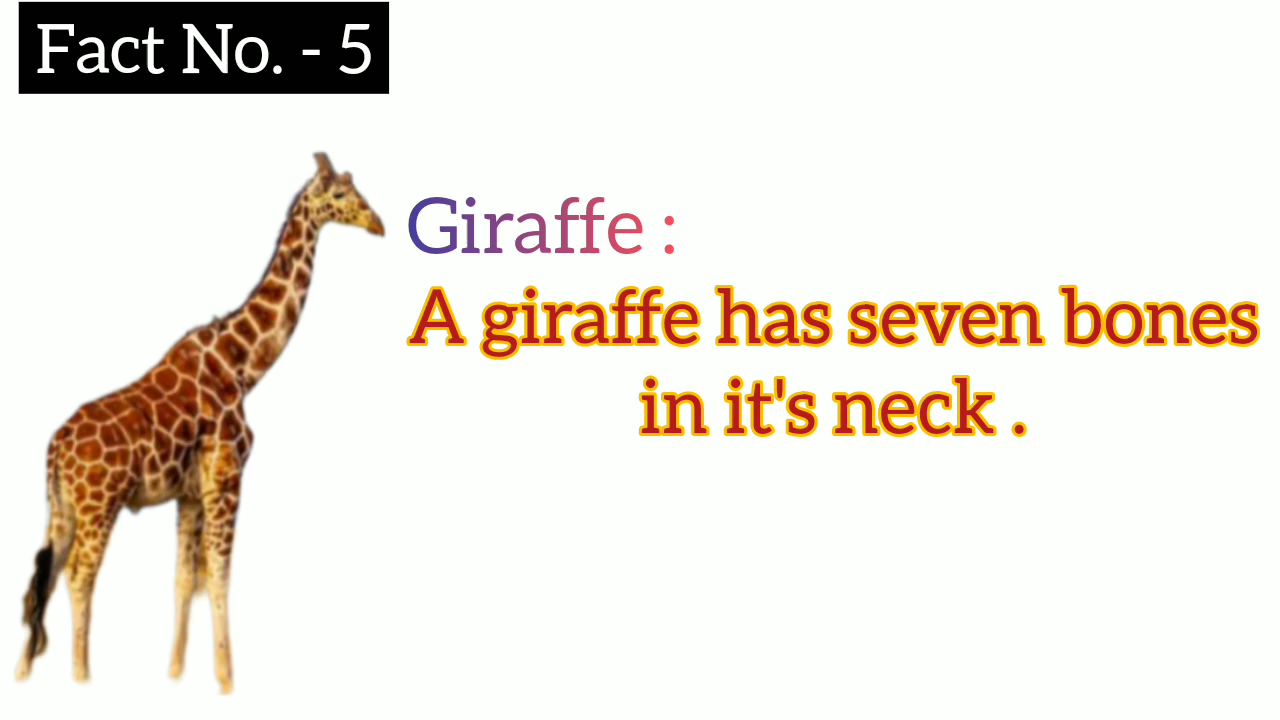 Fact No. - 5
Giraffe :
A giraffe has seven bones
in it's neck .